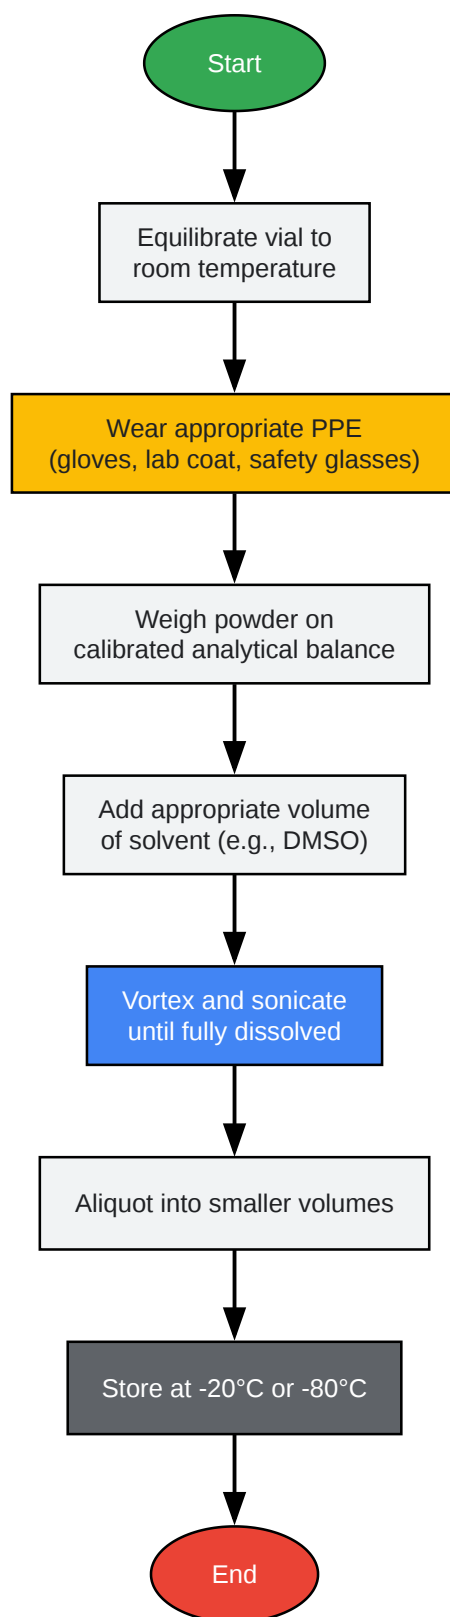 Start
Equilibrate vial to
room temperature
Wear appropriate PPE
(gloves, lab coat, safety glasses)
Weigh powder on
calibrated analytical balance
Add appropriate volume
of solvent (e.g., DMSO)
Vortex and sonicate
until fully dissolved
Aliquot into smaller volumes
Store at -20°C or -80°C
End